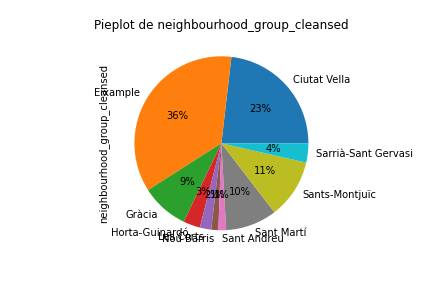 Pieplot de neighbourhood_group_cleansed
neighbourhood_group_cleansed
Ciutat Vella
23%
Eixample
36%
Gràcia
9%
Horta-Guinardó
3%
Les Corts
2%
Nou Barris
1%
Sant Andreu
1%
Sant Martí
10%
Sants-Montjuïc
11%
Sarrià-Sant Gervasi
4%